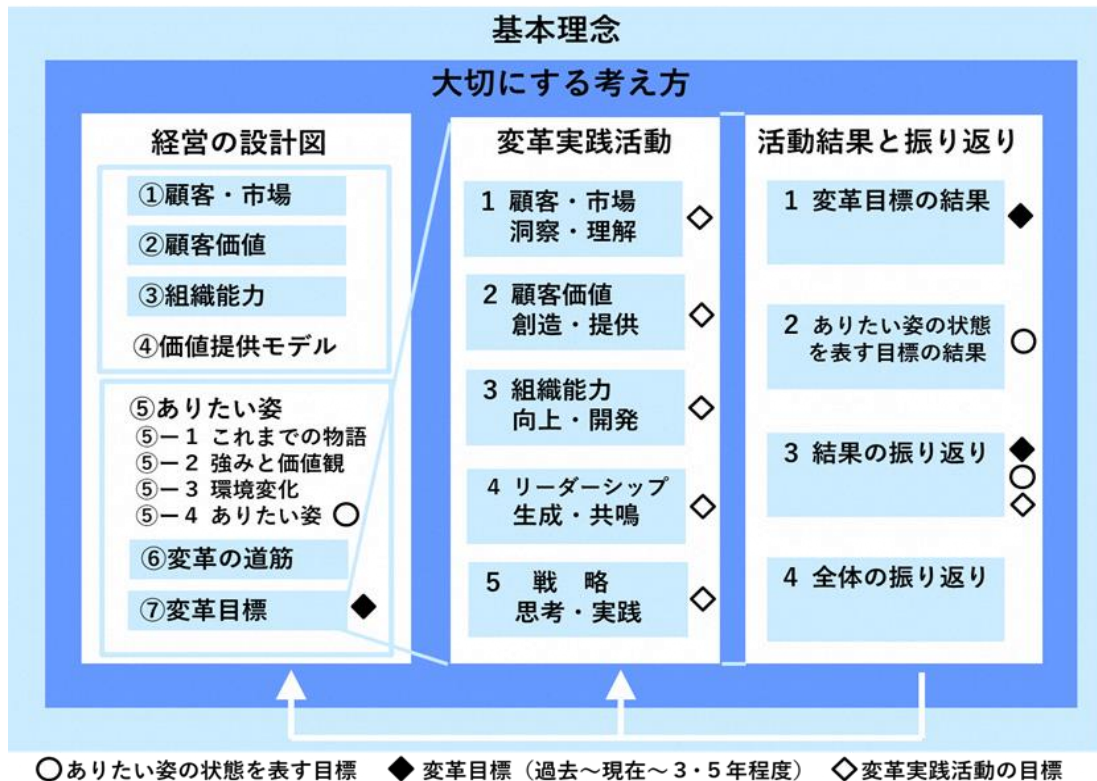 基本理念
大切にする考え方
経営の設計図
①顧客・市場
②顧客価値
③組織能力
④価値提供モデル
⑤ありたい姿
⑤ー1 これまでの物語
⑤ー2 強みと価値観
⑤ー3 環境変化
⑤ー4 ありたい姿 ○
⑥変革の道筋
⑦変革目標 ◆
変革実践活動
1 顧客・市場
洞察・理解 ◇
2 顧客価値
創造・提供 ◇
3 組織能力
向上・開発 ◇
4 リーダーシップ
生成・共鳴 ◇
5 戦 略
思考・実践 ◇
活動結果と振り返り
1 変革目標の結果 ◆
2 ありたい姿の状態
を表す目標の結果 ○
3 結果の振り返り ◆○◇
4 全体の振り返り
○ありたい姿の状態を表す目標 ◆ 変革目標（過去～現在～3・5年程度） ◇変革実践活動の目標